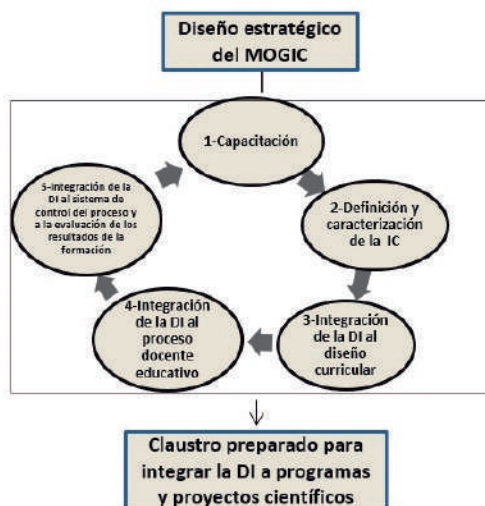 Diseño estratégico
del MOGIC
1-Capacitación
2-Definición y
caracterización
de la IC
3-Integración
de la DI al
diseño
curricular
4-Integración
de la DI al
proceso
docente
educativo
5-Integración de la
DI al sistema de
control del proceso y
a la evaluación de los
resultados de la
formación
Claustro preparado para
integrar la DI a programas
y proyectos científicos